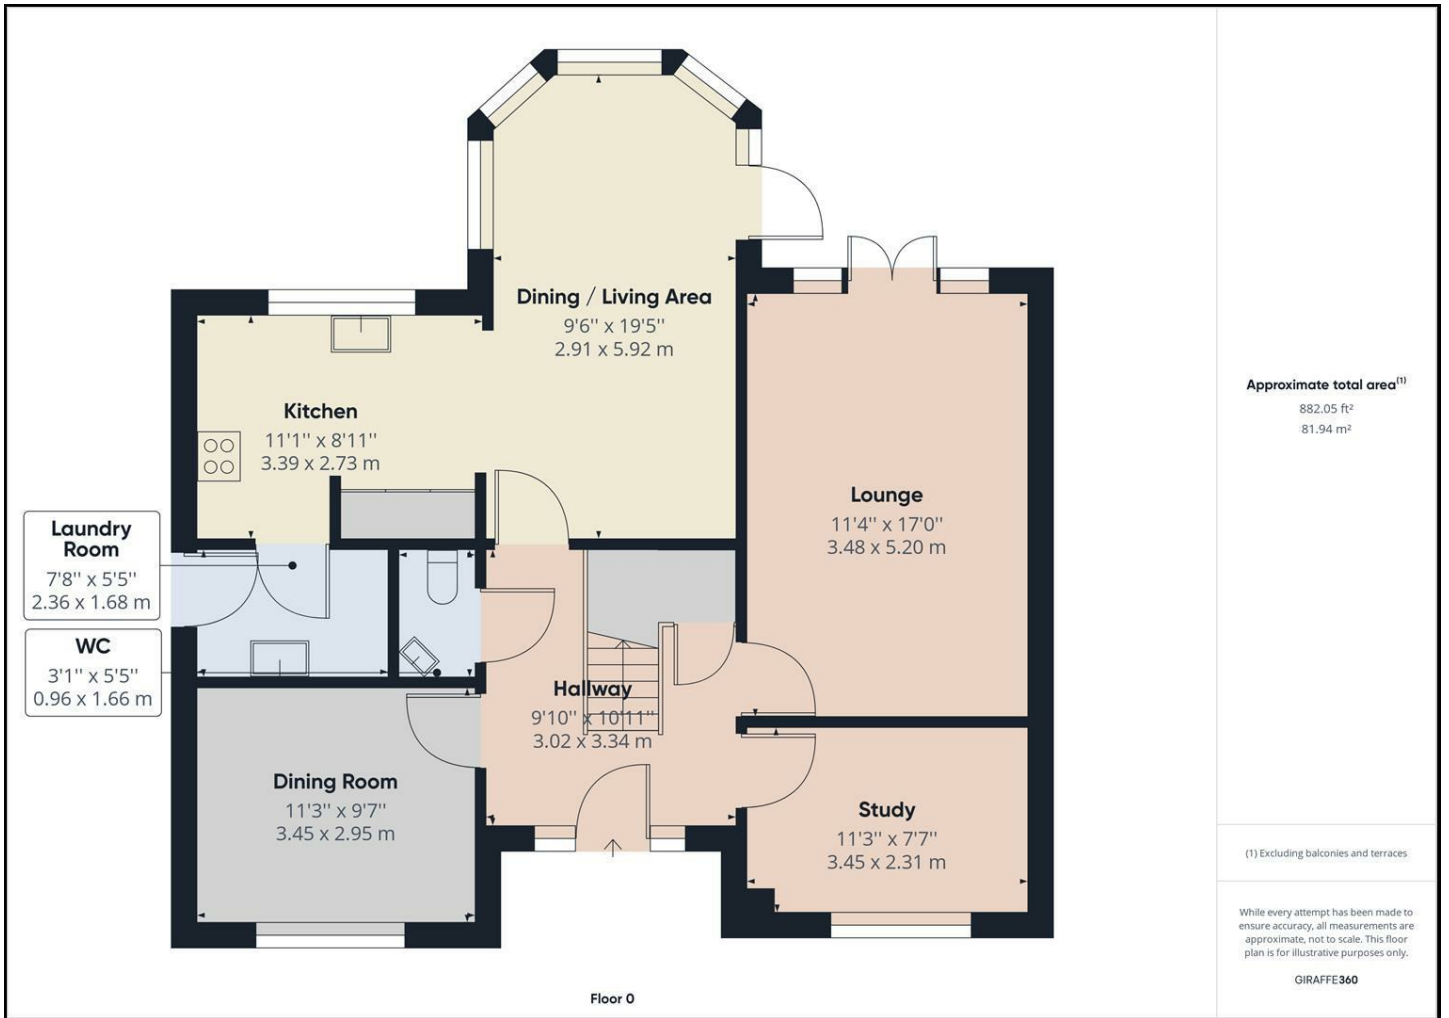 Dining / Living Area
9'6'' x 19'5''
2.91 x 5.92 m
Kitchen
11'1'' x 8'11''
3.39 x 2.73 m
Lounge
11'4'' x 17'0''
3.48 x 5.20 m
Laundry
Room
7'8'' x 5'5''
2.36 x 1.68 m
WC
3'1'' x 5'5''
0.96 x 1.66 m
Hallway
9'10'' x 10'11''
3.02 x 3.34 m
Dining Room
11'3'' x 9'7''
3.45 x 2.95 m
Study
11'3'' x 7'7''
3.45 x 2.31 m
Floor 0
Approximate total area(1)
882.05 ft²
81.94 m²
(1) Excluding balconies and terraces
While every attempt has been made to
ensure accuracy, all measurements are
approximate, not to scale. This floor
plan is for illustrative purposes only.
GIRAFFE360